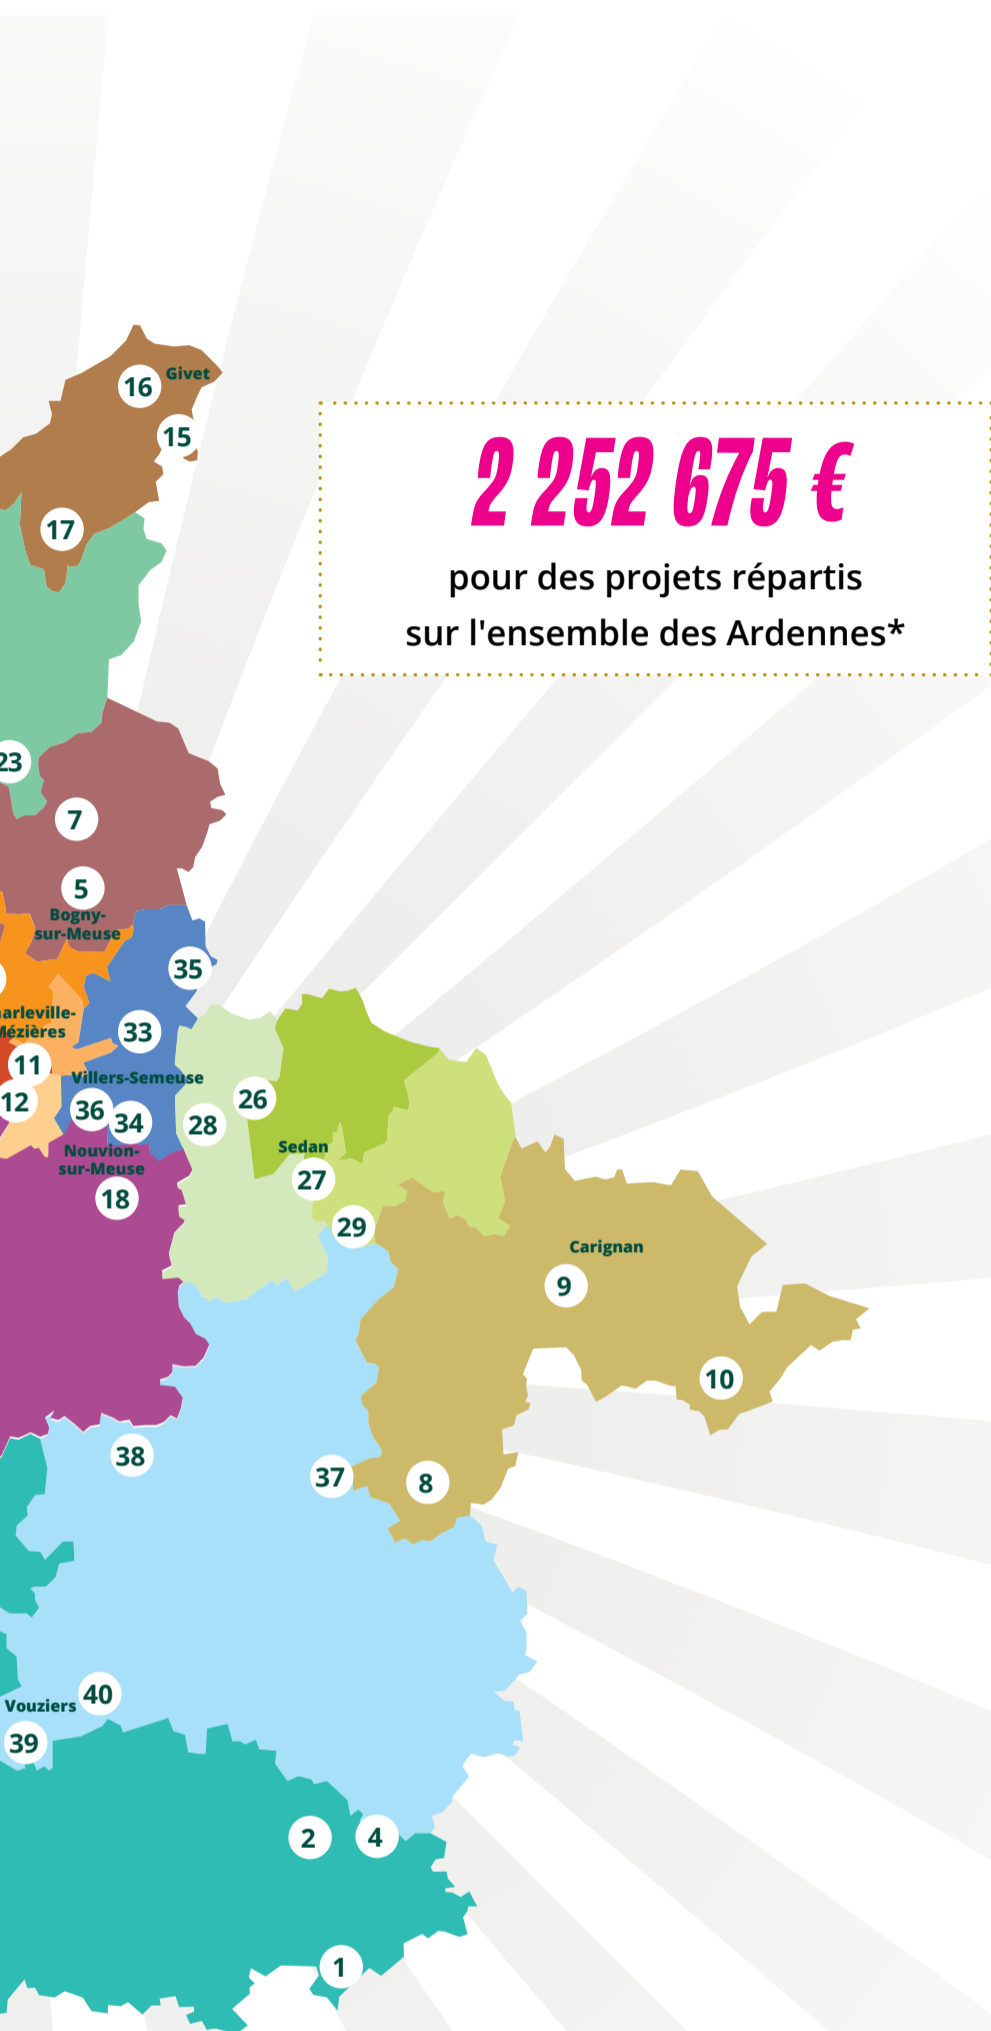 Givet
16
15
2 252 675 €
pour des projets répartis
sur l'ensemble des Ardennes*
17
23
7
5
Bogny-
sur-Meuse
35
arleville-
Mézières
33
11
Villers-Semeuse
12
36
34
28
26
Sedan
Nouvion-
sur-Meuse
27
18
29
Carignan
9
10
38
37
8
40
Vouziers
39
2
4
1